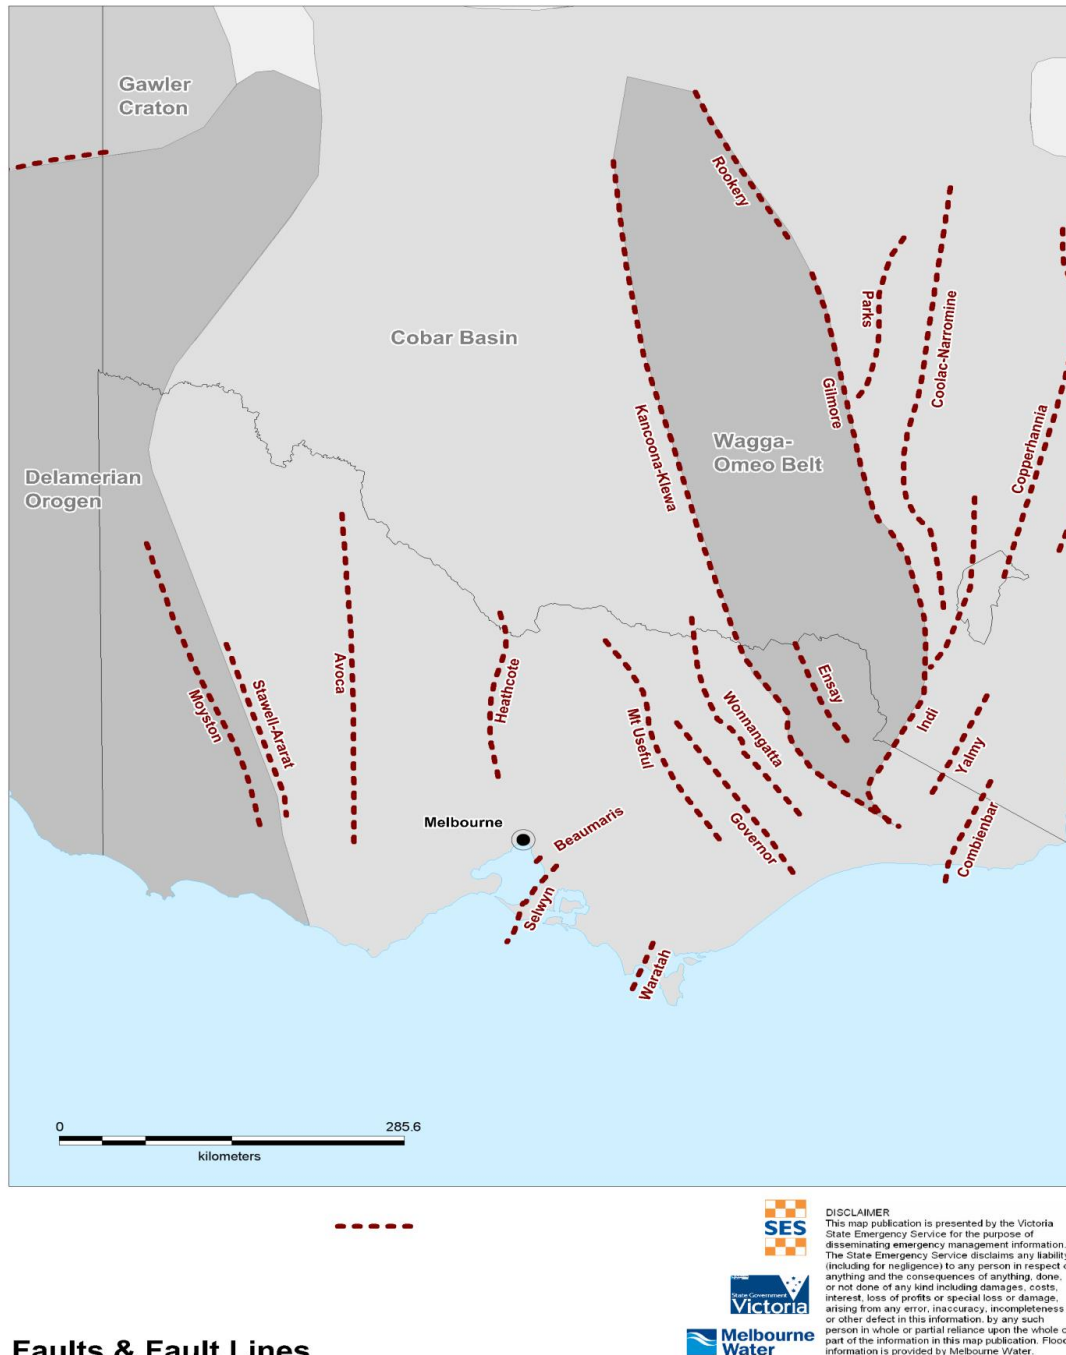 Gawler
Craton
Rookery
Parks
Coolac-Narromine
Cobar Basin
Gilmore
Kancoona-Klewa
Copperhannia
Wagga-
Omeo Belt
Delamerian
Orogen
Moyston
Stawell-Ararat
Avoca
Heathcote
Mt Useful
Wonnangatta
Ensay
Indi
Yalmy
Governor
Combienbar
Melbourne
Beaumaris
Selwyn
Waratah
0 285.6
kilometers
SES
State Government
Victoria
Melbourne
Water
DISCLAIMER
This map publication is presented by the Victoria
State Emergency Service for the purpose of
disseminating emergency management information.
The State Emergency Service disclaims any liability
(including for negligence) to any person in respect o
anything and the consequences of anything, done,
or not done of any kind including damages, costs,
interest, loss of profits or special loss or damage,
arising from any error, inaccuracy, incompleteness
or other defect in this information. by any such
person in whole or partial reliance upon the whole o
part of the information in this map publication. Flood
information is provided by Melbourne Water.
Faults & Fault Lines